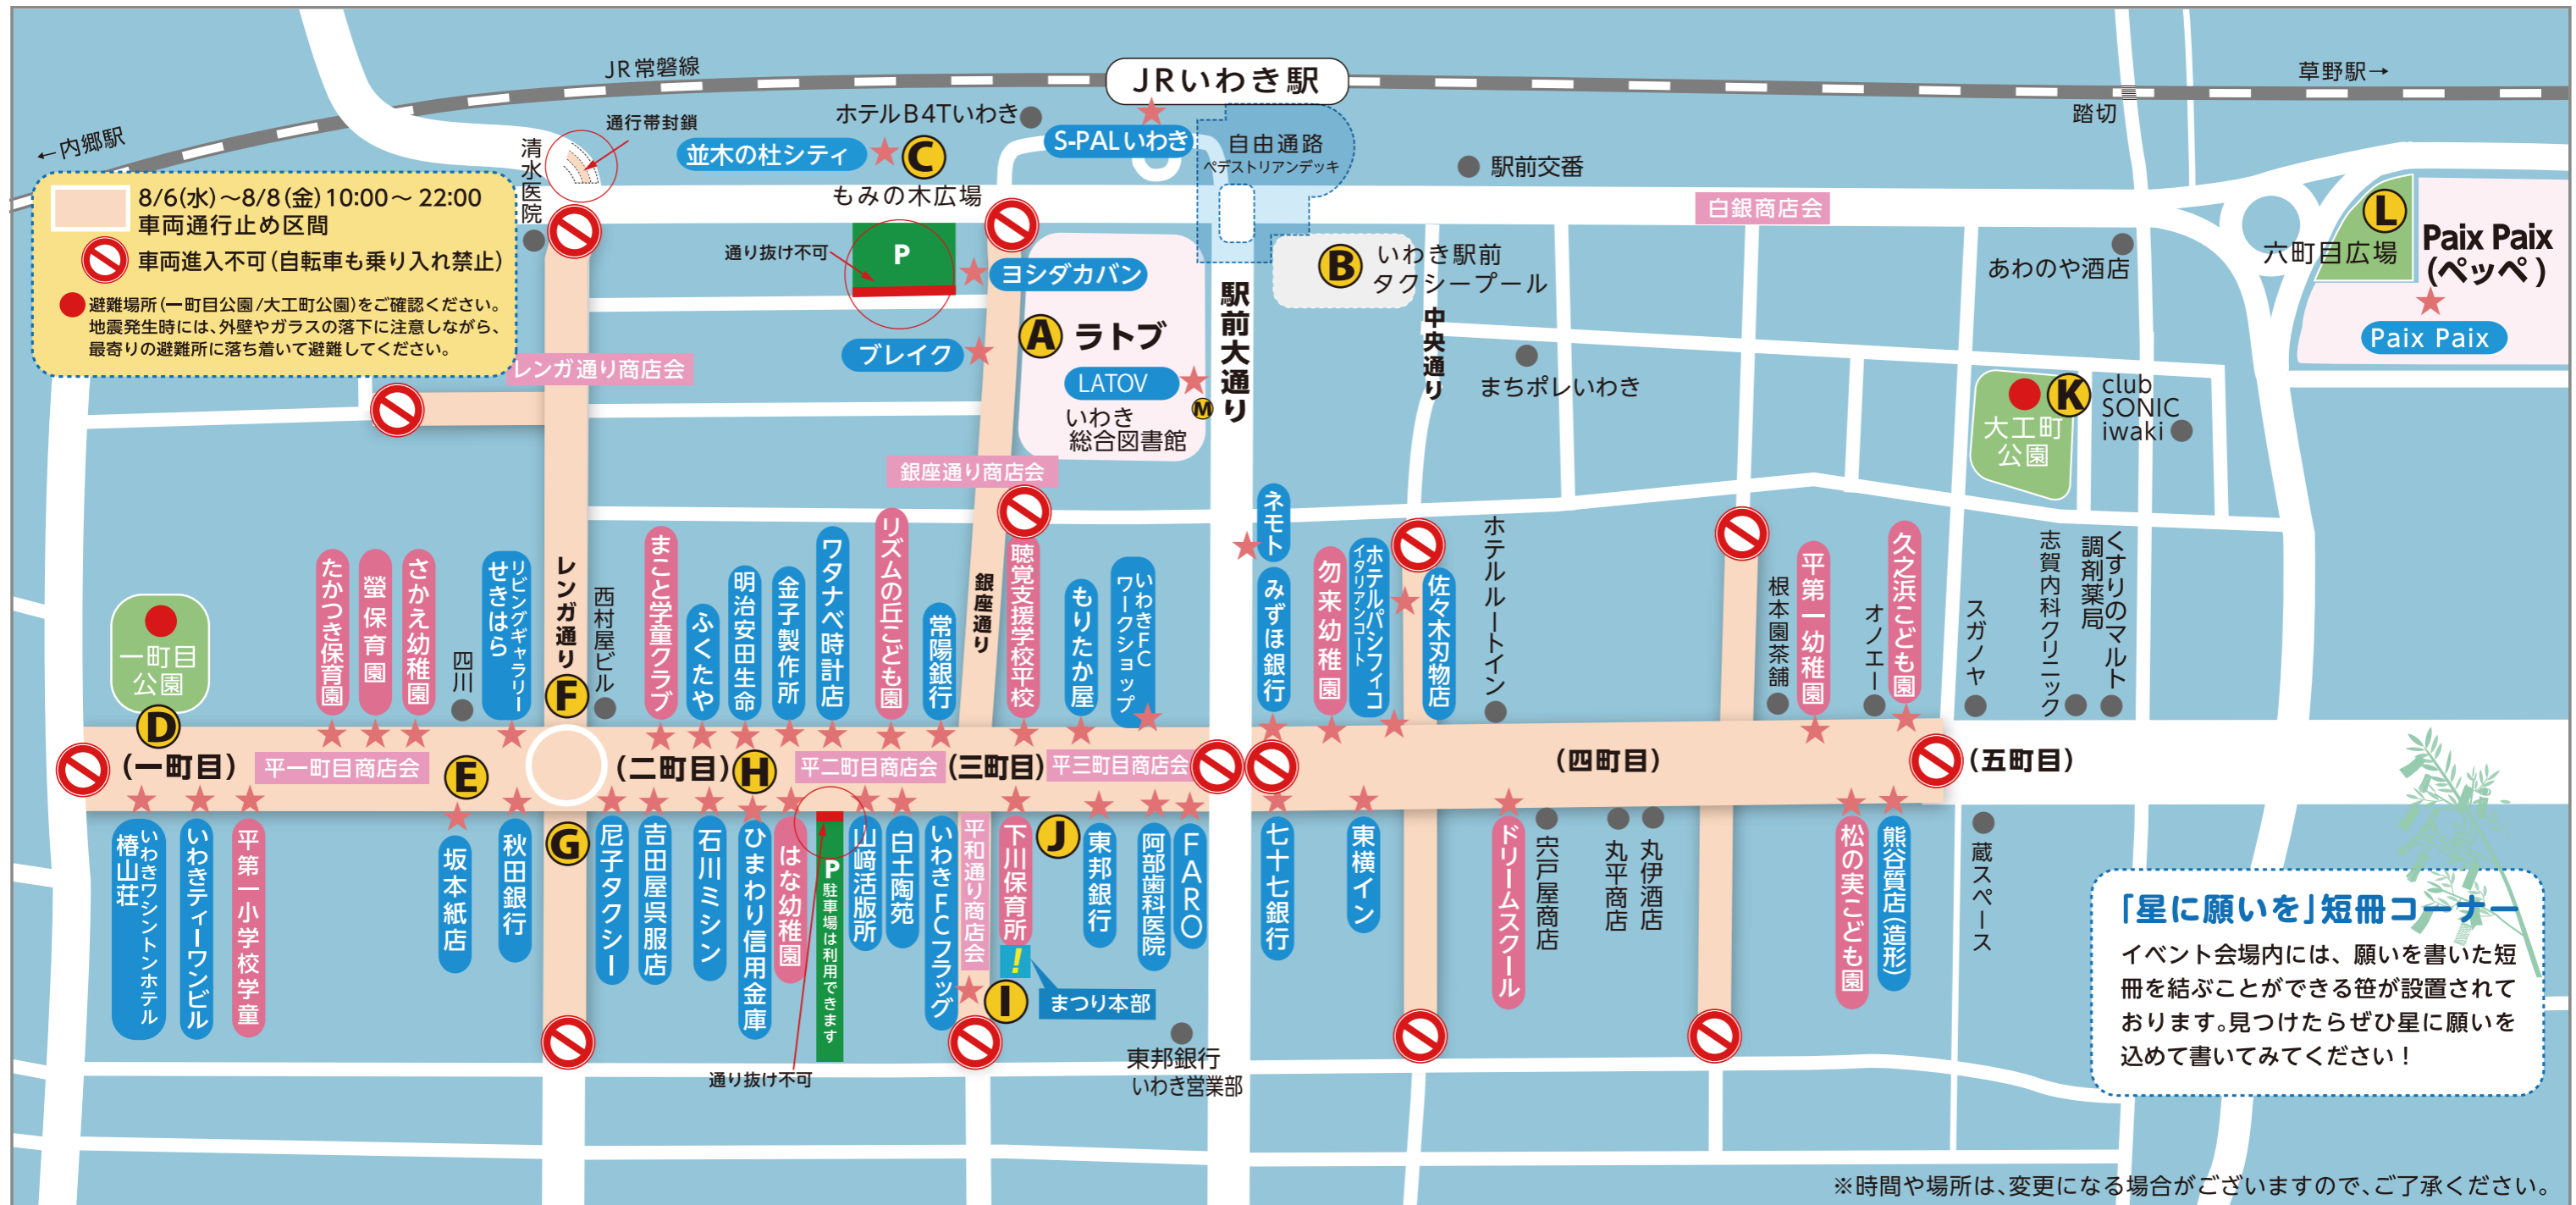 JR常磐線
JRいわき駅
草野駅→
踏切
←内郷駅
通行帯封鎖
清水医院
ホテルB4Tいわき
並木の杜シティ
C
もみの木広場
S-PALいわき
自由通路
ペデストリアンデッキ
駅前交番
白銀商店会
8/6(水)～8/8(金)10:00～22:00
車両通行止め区間
車両進入不可(自転車も乗り入れ禁止)
避難場所(一町目公園/大工町公園)をご確認ください。
地震発生時には、外壁やガラスの落下に注意しながら、
最寄りの避難所に落ち着いて避難してください。
通り抜け不可
P
ヨシダカバン
ブレイク
A
ラトブ
LATOV
M
いわき
総合図書館
駅前大通り
B
いわき駅前
タクシープール
中央通り
まちポレいわき
あわのや酒店
L
六町目広場
Paix Paix
(ペッペ)
Paix Paix
K
大工町
公園
club
SONIC
iwaki
レンガ通り商店会
銀座通り商店会
一町目
公園
D
たかつき保育園
螢保育園
さかえ幼稚園
四川
リビングギャラリー
せきはら
レンガ通り
F
西村屋ビル
まこと学童クラブ
ふくたや
明治安田生命
金子製作所
ワタナベ時計店
リズムの丘こども園
常陽銀行
銀座通り
聴覚支援学校平校
もりたか屋
いわきFC
ワークショップ
ネモト
みずほ銀行
勿来幼稚園
ホテルパシフィコ
イタリアンコート
佐々木刃物店
ホテルルートイン
根本園茶舗
平第一幼稚園
オノエー
久之浜こども園
スガノヤ
志賀内科クリニック
くすりのマルト
調剤薬局
(一町目)
平一町目商店会
E
(二町目)
H
平二町目商店会
(三町目)
平三町目商店会
(四町目)
(五町目)
いわきワシントンホテル
椿山荘
いわきティーワンビル
平第一小学校学童
坂本紙店
秋田銀行
G
尼子タクシー
吉田屋呉服店
石川ミシン
ひまわり信用金庫
はな幼稚園
P駐車場は利用できます
通り抜け不可
山﨑活版所
白土陶苑
いわきFCフラッグ
平和通り商店会
下川保育所
!
I
まつり本部
J
東邦銀行
阿部歯科医院
FARO
東邦銀行
いわき営業部
七十七銀行
東横イン
ドリームスクール
宍戸屋商店
丸平商店
丸伊酒店
松の実こども園
熊谷質店(造形)
蔵スペース
「星に願いを」短冊コーナー
イベント会場内には、願いを書いた短
冊を結ぶことができる笹が設置されて
おります。見つけたらぜひ星に願いを
込めて書いてみてください！
※時間や場所は、変更になる場合がございますので、ご了承ください。